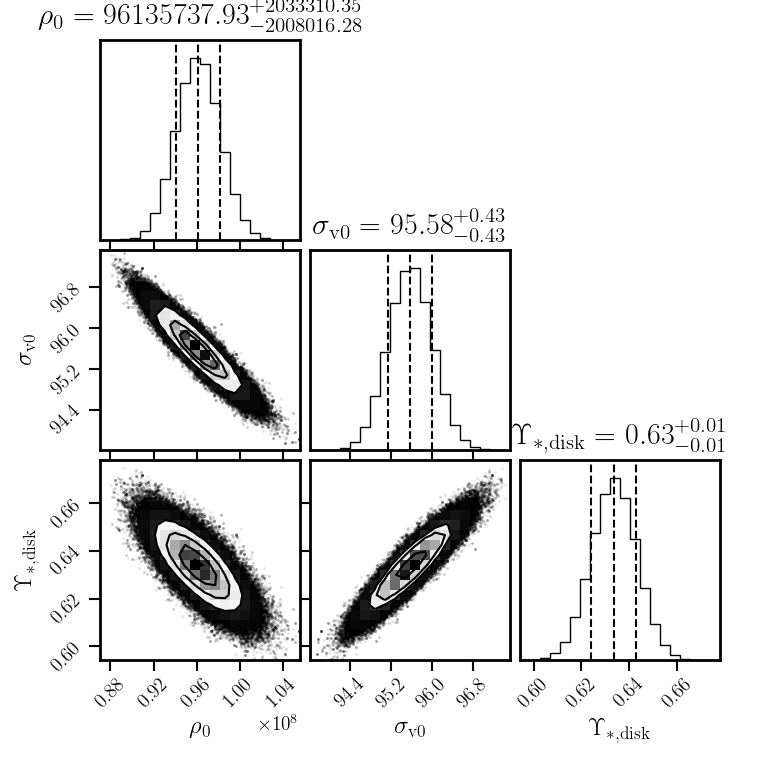 ρ₀ = 96135737.93⁺²⁰³³³¹⁰·³⁵₋₂₀₀₈₀₁₆.₂₈
σᵥ₀ = 95.58⁺⁰·⁴³₋₀.₄₃
96.8
96.0
95.2
94.4
σᵥ₀
ϒ*,disk = 0.63⁺⁰·⁰¹₋₀.₀₁
0.66
0.64
0.62
0.60
ϒ*,disk
0.88 0.92 0.96 1.00 1.04
×10⁸
ρ₀
94.4 95.2 96.0 96.8
σᵥ₀
0.60 0.62 0.64 0.66
ϒ*,disk